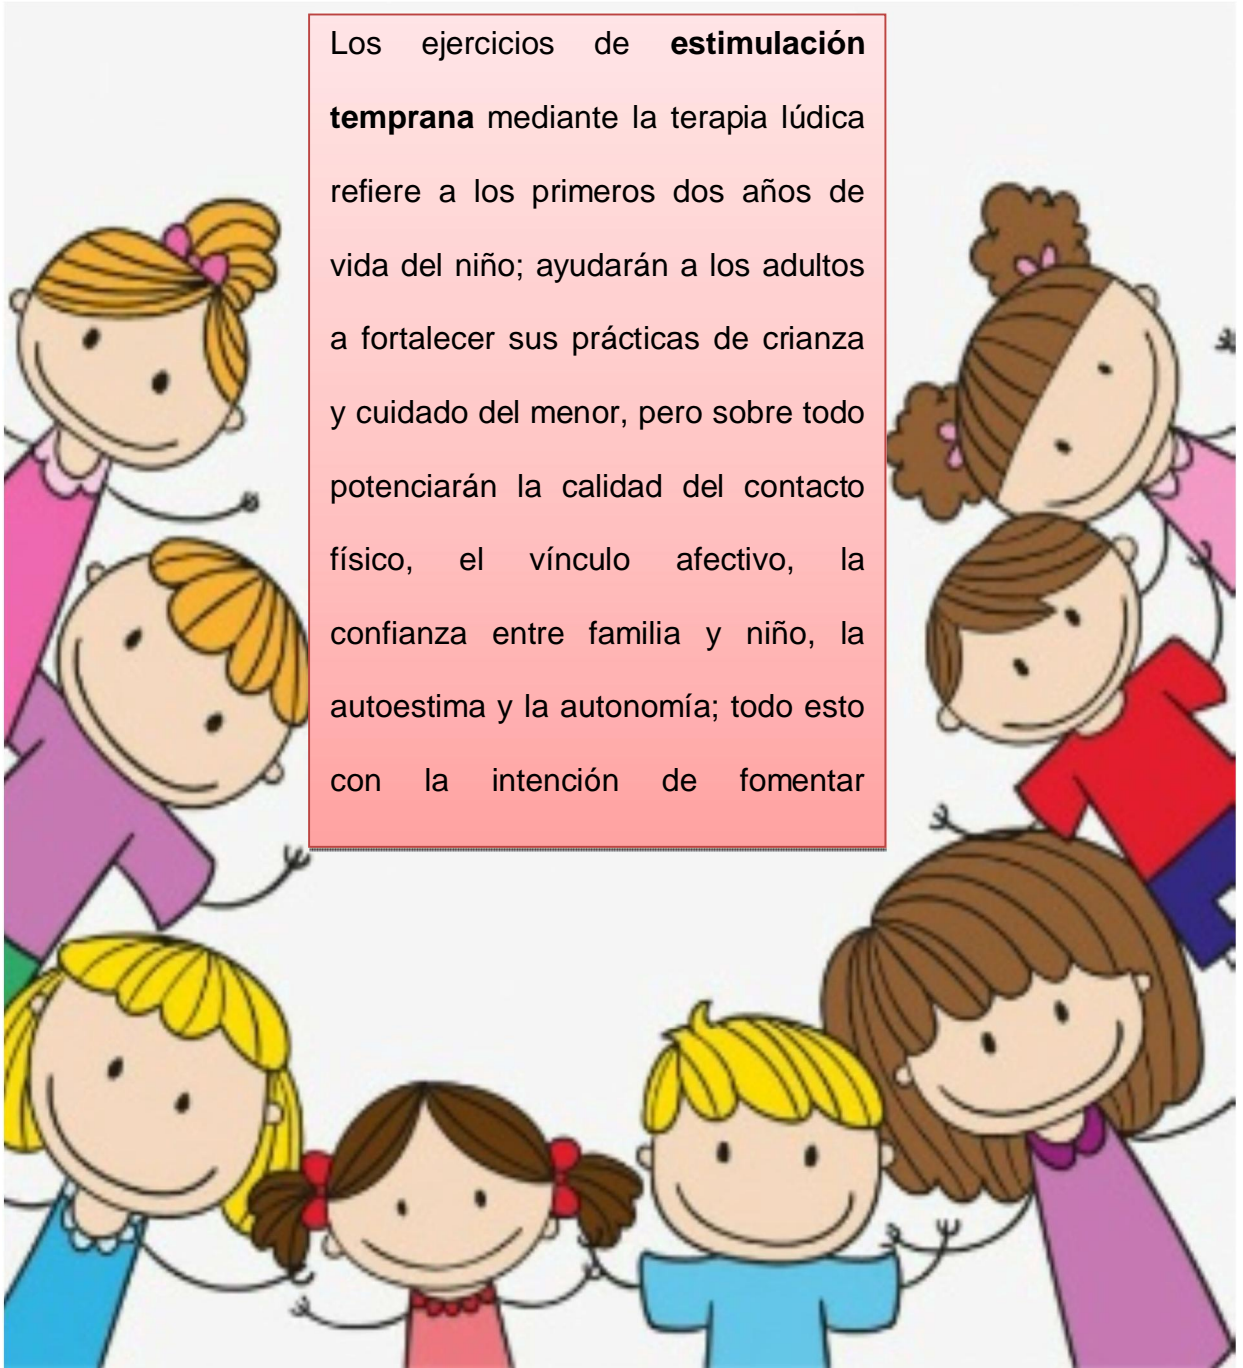 Los ejercicios de estimulación
temprana mediante la terapia lúdica
refiere a los primeros dos años de
vida del niño; ayudarán a los adultos
a fortalecer sus prácticas de crianza
y cuidado del menor, pero sobre todo
potenciarán la calidad del contacto
físico, el vínculo afectivo, la
confianza entre familia y niño, la
autoestima y la autonomía; todo esto
con la intención de fomentar